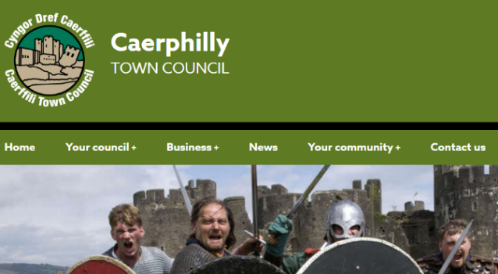 Cyngor Dref Caerffili
Caerffili Town Council
Caerphilly
TOWN COUNCIL
Home Your council + Business + News Your community + Contact us